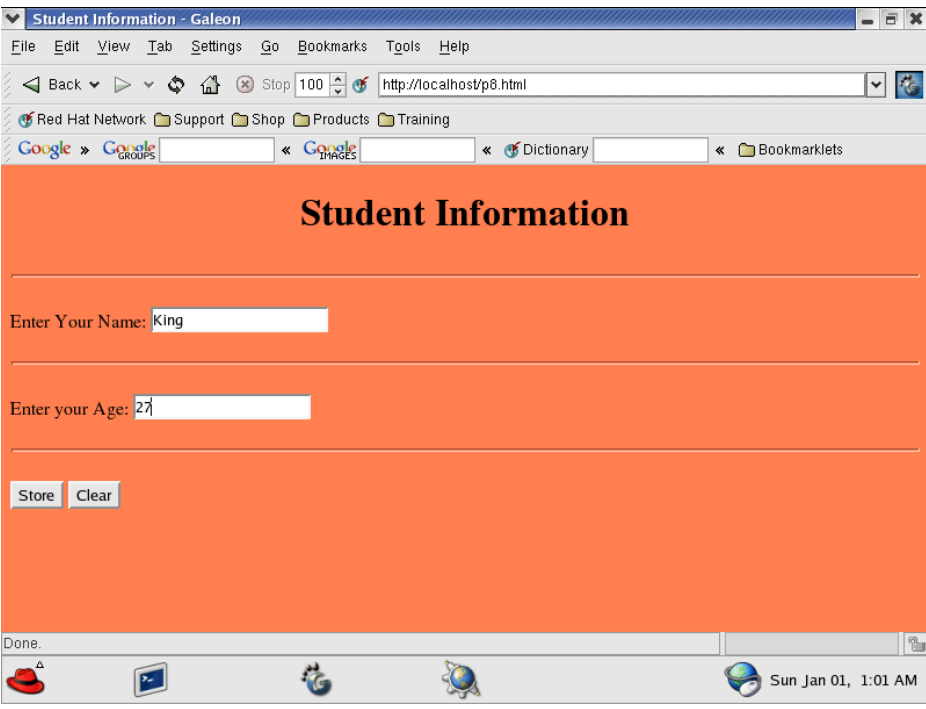 Student Information - Galeon
File Edit View Tab Settings Go Bookmarks Tools Help
Back Stop 100 http://localhost/p8.html
Red Hat Network Support Shop Products Training
Google » Google GROUPS « Google IMAGES « Dictionary « Bookmarklets
Student Information
Enter Your Name: King
Enter your Age: 27
Store Clear
Done.
Sun Jan 01, 1:01 AM